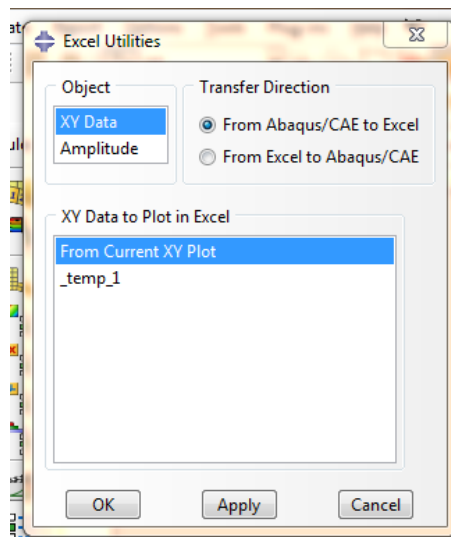 Excel Utilities
Object
XY Data
Amplitude
Transfer Direction
From Abaqus/CAE to Excel
From Excel to Abaqus/CAE
XY Data to Plot in Excel
From Current XY Plot
_temp_1
OK Apply Cancel